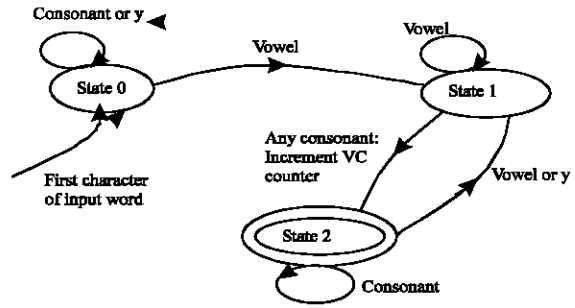 Consonant or y
Vowel
Vowel
State 0
State 1
Any consonant:
Increment VC
counter
First character
of input word
Vowel or y
State 2
Consonant